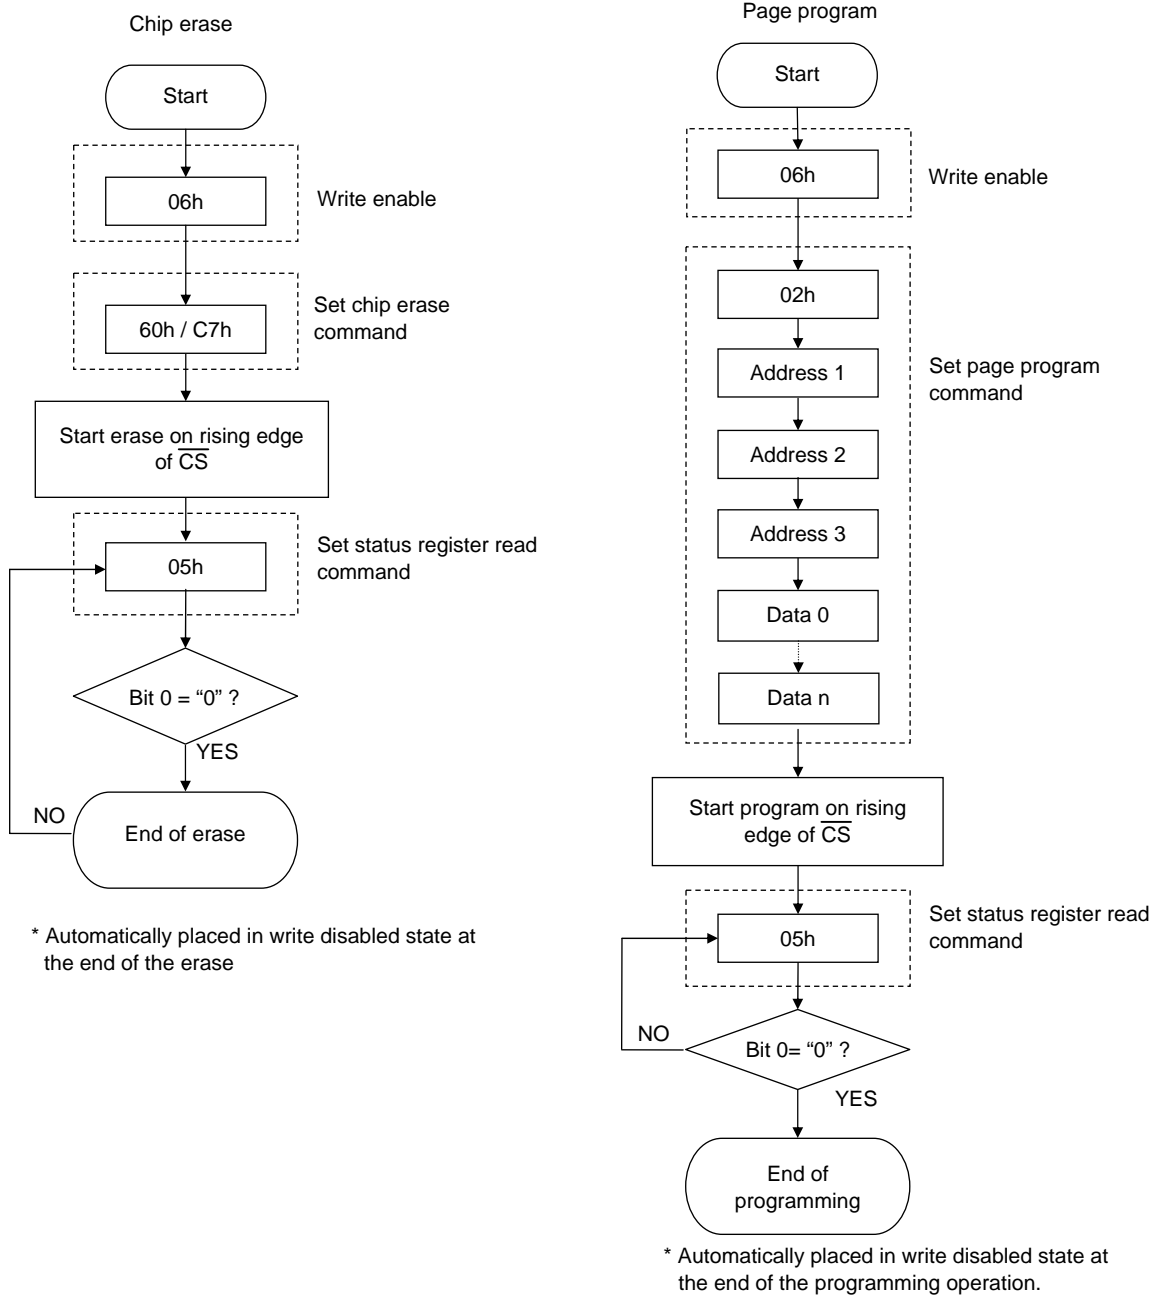 Chip erase
Start
06h
Write enable
60h / C7h
Set chip erase
command
Start erase on rising edge
of C̅S̅
05h
Set status register read
command
Bit 0 = “0” ?
YES
NO
End of erase
* Automatically placed in write disabled state at
the end of the erase
Page program
Start
06h
Write enable
02h
Address 1
Set page program
command
Address 2
Address 3
Data 0
Data n
Start program on rising
edge of C̅S̅
05h
Set status register read
command
NO
Bit 0= “0” ?
YES
End of
programming
* Automatically placed in write disabled state at
the end of the programming operation.